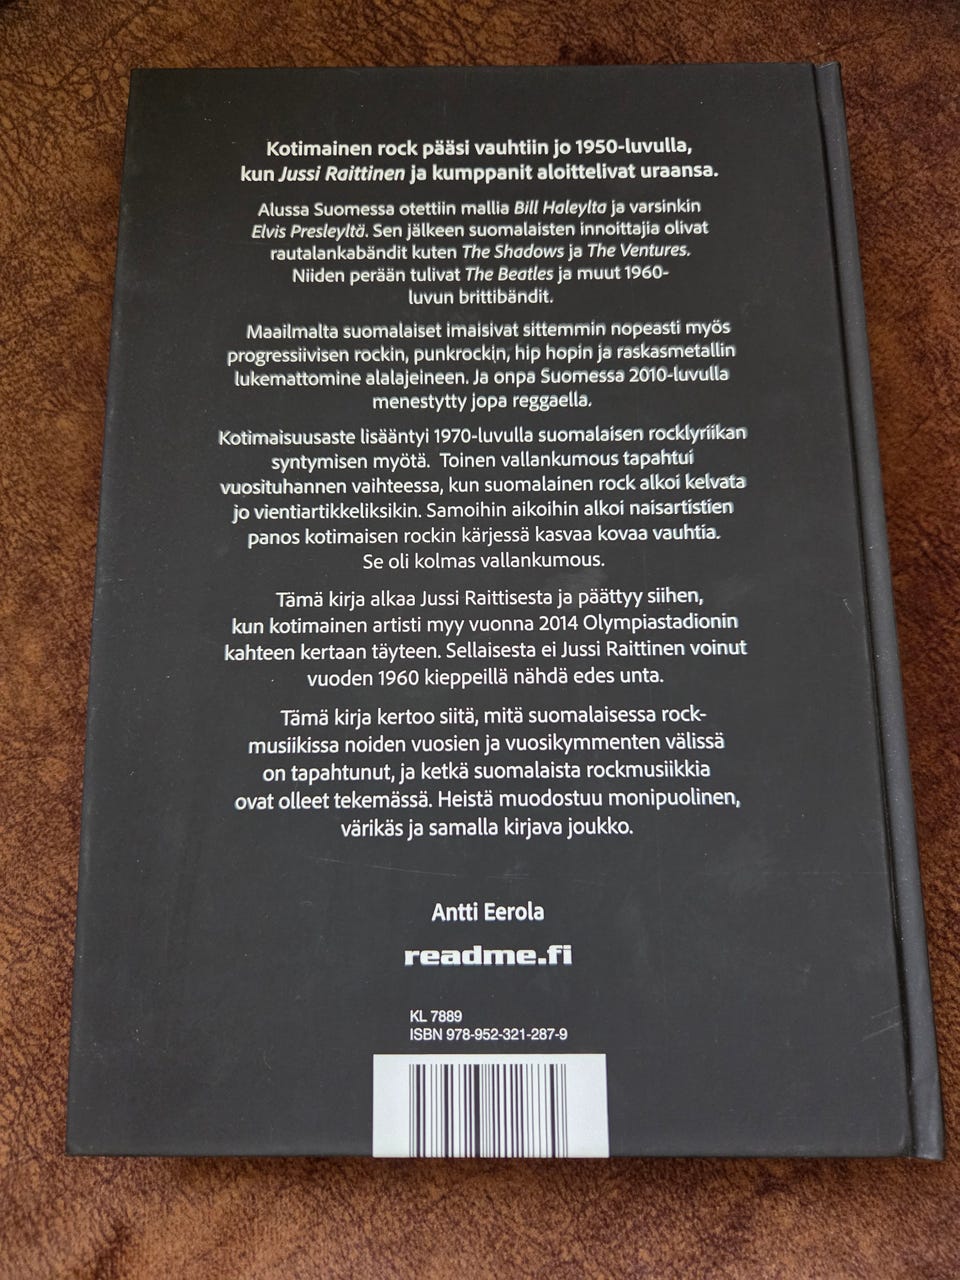 Kotimainen rock pääsi vauhtiin jo 1950-luvulla,
kun Jussi Raittinen ja kumppanit aloittelivat uraansa.
Alussa Suomessa otettiin mallia Bill Haleylta ja varsinkin
Elvis Presleyltä. Sen jälkeen suomalaisten innoittajia olivat
rautalankabändit kuten The Shadows ja The Ventures.
Niiden perään tulivat The Beatles ja muut 1960-
luvun brittibändit.
Maailmalta suomalaiset imaisivat sittemmin nopeasti myös
progressiivisen rockin, punkrockin, hip hopin ja raskasmetallin
lukemattomine alalajeineen. Ja onpa Suomessa 2010-luvulla
menestytty jopa reggaella.
Kotimaisuusaste lisääntyi 1970-luvulla suomalaisen rocklyriikan
syntymisen myötä. Toinen vallankumous tapahtui
vuosituhannen vaihteessa, kun suomalainen rock alkoi kelvata
jo vientiartikkeliksikin. Samoihin aikoihin alkoi naisartistien
panos kotimaisen rockin kärjessä kasvaa kovaa vauhtia.
Se oli kolmas vallankumous.
Tämä kirja alkaa Jussi Raittisesta ja päättyy siihen,
kun kotimainen artisti myy vuonna 2014 Olympiastadionin
kahteen kertaan täyteen. Sellaisesta ei Jussi Raittinen voinut
vuoden 1960 kieppeillä nähdä edes unta.
Tämä kirja kertoo siitä, mitä suomalaisessa rock-
musiikissa noiden vuosien ja vuosikymmenten välissä
on tapahtunut, ja ketkä suomalaista rockmusiikkia
ovat olleet tekemässä. Heistä muodostuu monipuolinen,
värikäs ja samalla kirjava joukko.
Antti Eerola
readme.fi
KL 7889
ISBN 978-952-321-287-9